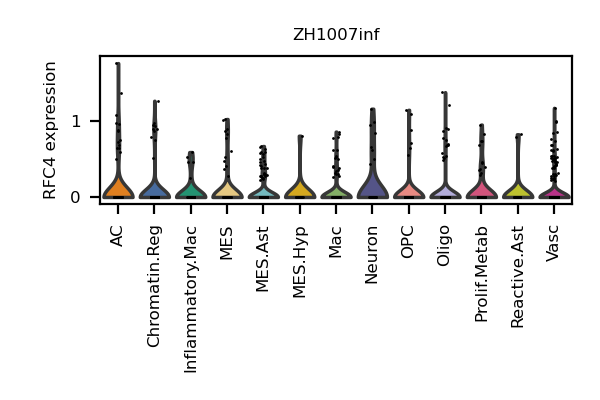 ZH1007inf
RFC4 expression
1
0
AC
Chromatin.Reg
Inflammatory.Mac
MES
MES.Ast
MES.Hyp
Mac
Neuron
OPC
Oligo
Prolif.Metab
Reactive.Ast
Vasc